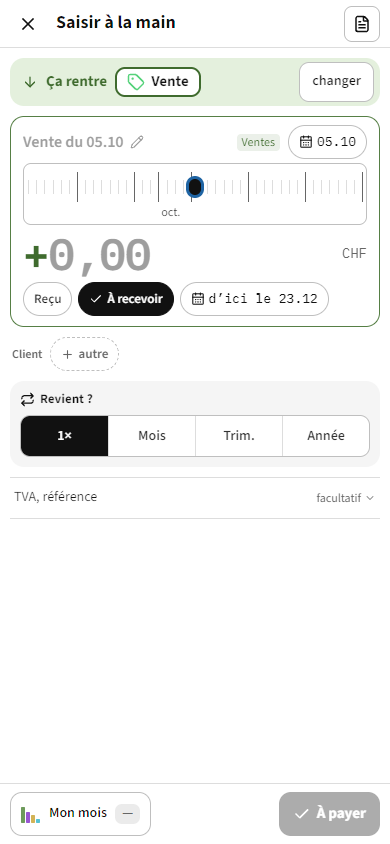 Saisir à la main
Ça rentre Vente changer
Vente du 05.10 Ventes 05.10
oct.
+0,00 CHF
Reçu À recevoir d’ici le 23.12
Client + autre
Revient ?
1× Mois Trim. Année
TVA, référence facultatif
Mon mois — À payer